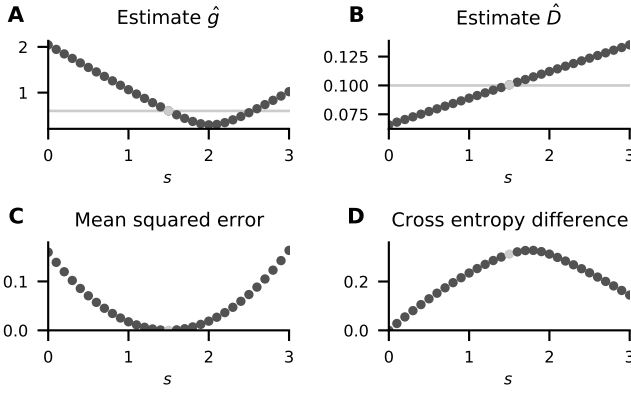 A Estimate ĝ
2
1
0 1 2 3
s
B Estimate D̂
0.125
0.100
0.075
0 1 2 3
s
C Mean squared error
0.1
0.0
0 1 2 3
s
D Cross entropy difference
0.2
0.0
0 1 2 3
s